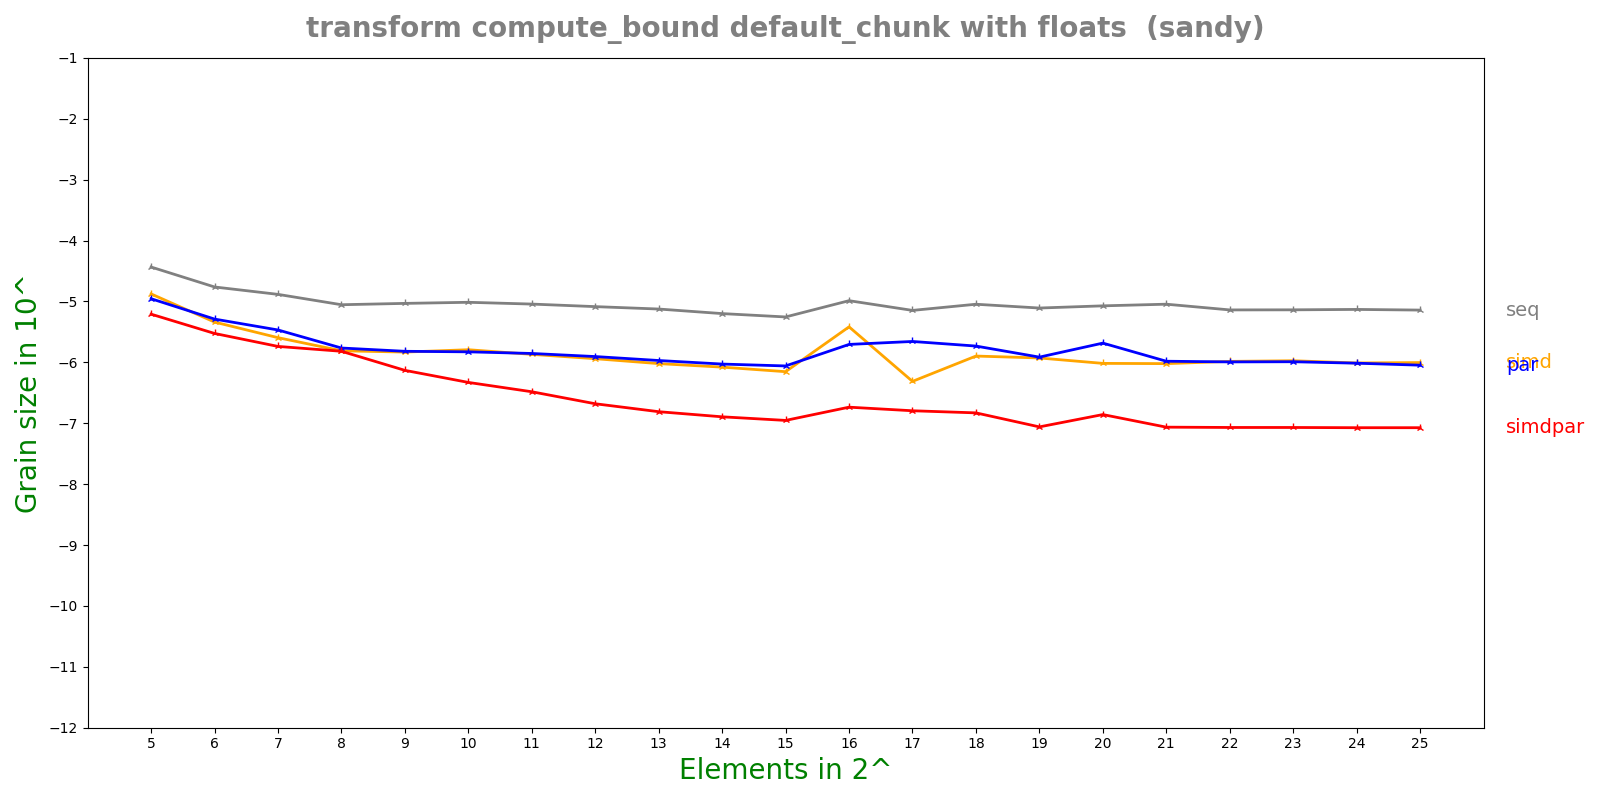 transform compute_bound default_chunk with floats (sandy)
Grain size in 10^
−1
−2
−3
−4
−5
−6
−7
−8
−9
−10
−11
−12
seq
simd
par
simdpar
5 6 7 8 9 10 11 12 13 14 15 16 17 18 19 20 21 22 23 24 25
Elements in 2^